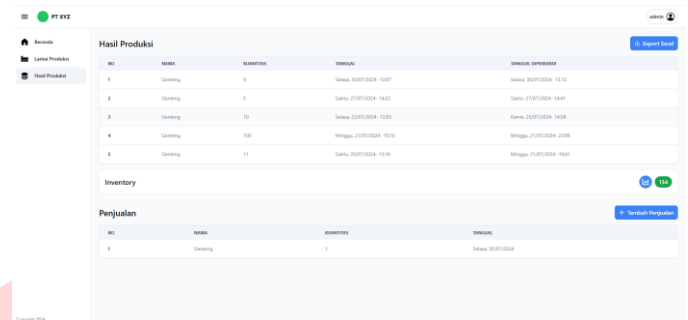 PT XYZ
admin
Beranda
Lantai Produksi
Hasil Produksi
Hasil Produksi
Export Excel
NO NAMA KUANTITAS TANGGAL TANGGAL DIPERBARUI
1 Genteng 9 Selasa, 30/07/2024- 13:07 Selasa, 30/07/2024- 13:12
2 Genteng 5 Sabtu, 27/07/2024- 14:22 Sabtu, 27/07/2024- 14:41
3 Genteng 10 Selasa, 23/07/2024- 12:05 Kamis, 25/07/2024- 14:58
4 Genteng 100 Minggu, 21/07/2024- 15:16 Minggu, 21/07/2024- 23:00
5 Genteng 11 Sabtu, 20/07/2024- 15:16 Minggu, 21/07/2024- 19:41
Inventory 134
Penjualan
+ Tambah Penjualan
NO NAMA KUANTITAS TANGGAL
1 Genteng 1 Selasa, 30/07/2024
Copyright 2024